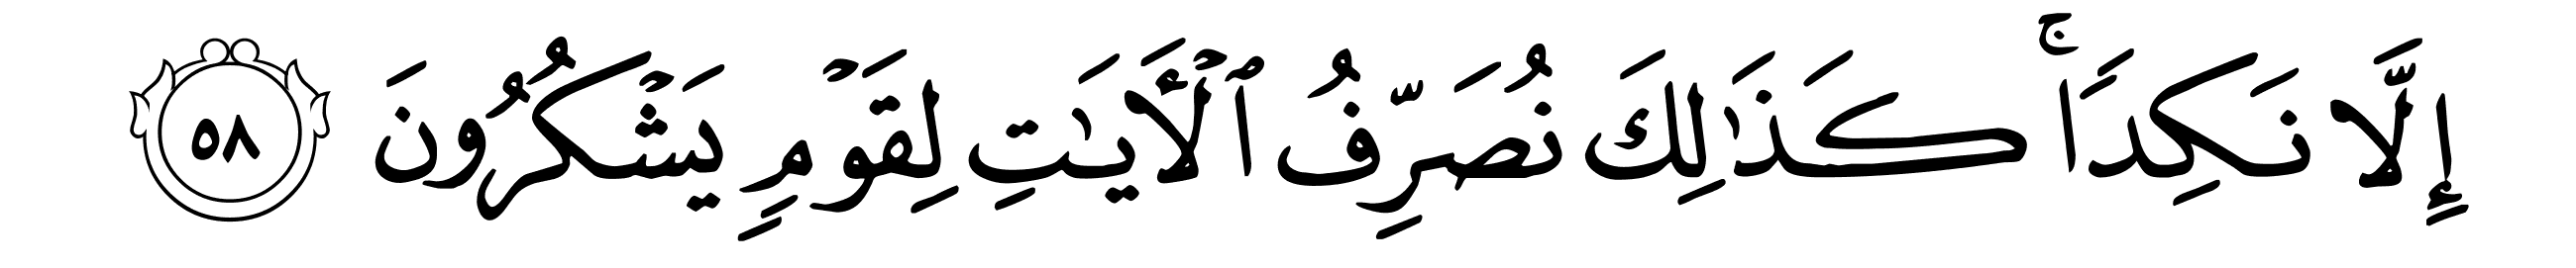 إِلَّا نَكِدًاۚ كَذَٰلِكَ نُصَرِّفُ ٱلۡأَيَٰتِ لِقَوۡمٖ يَشۡكُرُونَ ٥٨